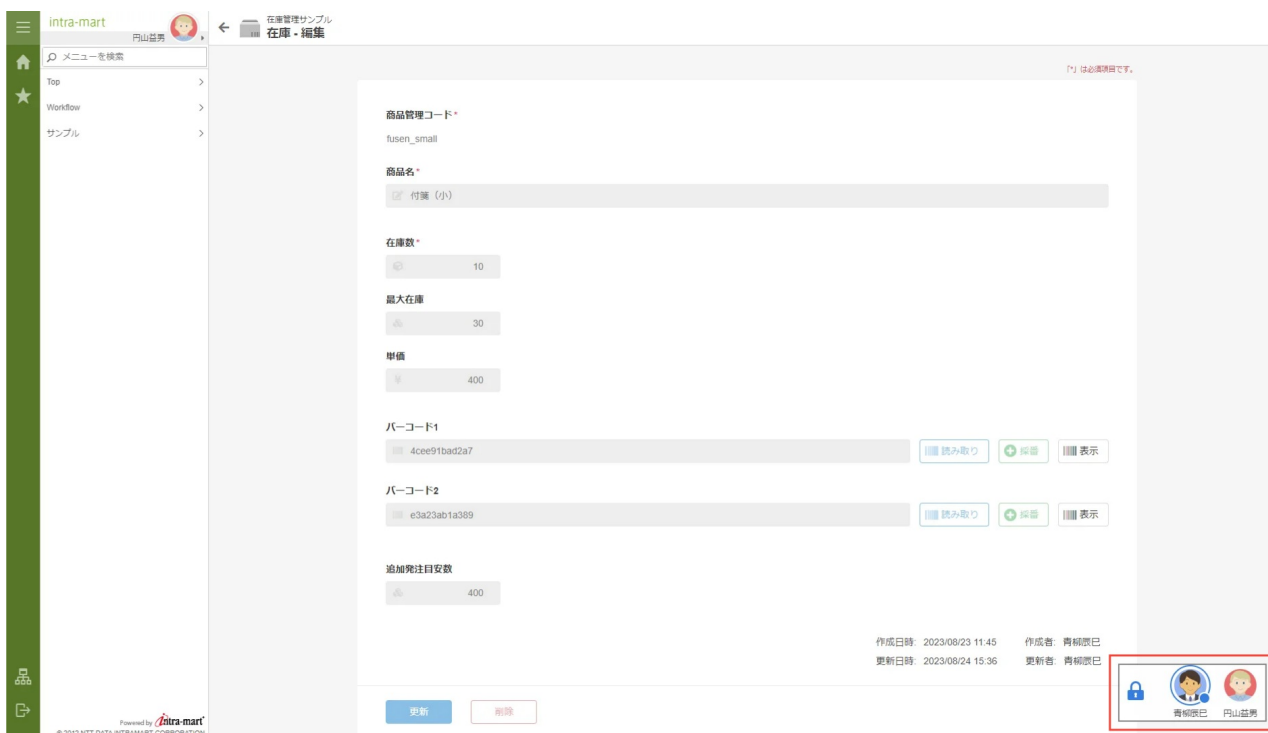 intra-mart
円山益男
在庫管理サンプル
在庫 - 編集
メニューを検索
Top
Workflow
サンプル
「*」は必須項目です。
商品管理コード*
fusen_small
商品名*
付箋（小）
在庫数*
10
最大在庫
30
単価
400
バーコード1
4cee91bad2a7 読み取り 採番 表示
バーコード2
e3a23ab1a389 読み取り 採番 表示
追加発注目安数
400
作成日時: 2023/08/23 11:45 作成者: 青柳辰巳
更新日時: 2023/08/24 15:36 更新者: 青柳辰巳
更新 削除
青柳辰巳 円山益男
Powered by intra-mart
© 2012 NTT DATA INTRAMART CORPORATION